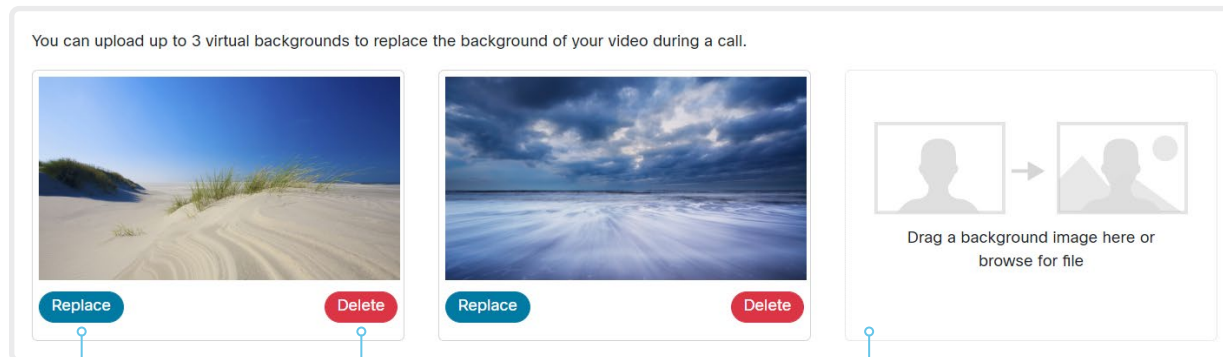 You can upload up to 3 virtual backgrounds to replace the background of your video during a call.
Replace
Delete
Replace
Delete
Drag a background image here or
browse for file